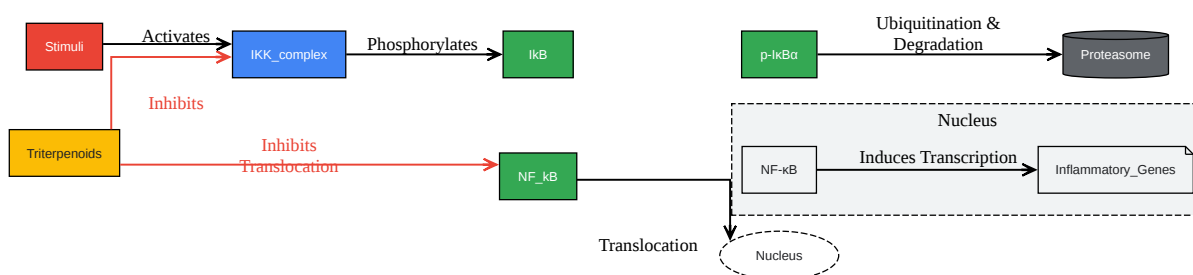 Stimuli
Activates
IKK_complex
Phosphorylates
IkB
p-IκBα
Ubiquitination &
Degradation
Proteasome
Inhibits
Triterpenoids
Inhibits
Translocation
NF_kB
Nucleus
NF-κB
Induces Transcription
Inflammatory_Genes
Translocation
Nucleus